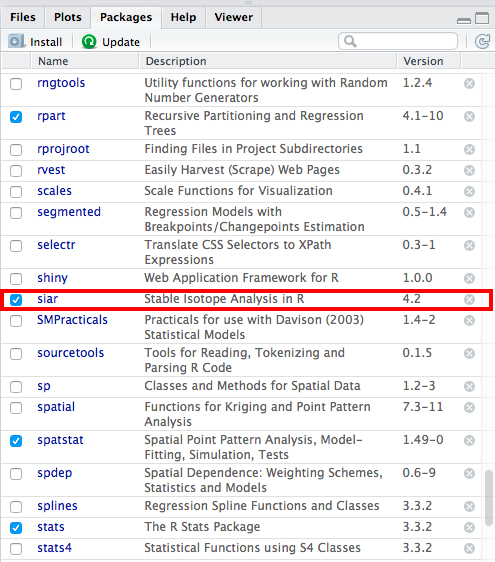 Files Plots Packages Help Viewer
Install Update
Name Description Version
rngtools Utility functions for working with Random 1.2.4
Number Generators
rpart Recursive Partitioning and Regression 4.1-10
Trees
rprojroot Finding Files in Project Subdirectories 1.1
rvest Easily Harvest (Scrape) Web Pages 0.3.2
scales Scale Functions for Visualization 0.4.1
segmented Regression Models with 0.5-1.4
Breakpoints/Changepoints Estimation
selectr Translate CSS Selectors to XPath 0.3-1
Expressions
shiny Web Application Framework for R 1.0.0
siar Stable Isotope Analysis in R 4.2
SMPracticals Practicals for use with Davison (2003) 1.4-2
Statistical Models
sourcetools Tools for Reading, Tokenizing and 0.1.5
Parsing R Code
sp Classes and Methods for Spatial Data 1.2-3
spatial Functions for Kriging and Point Pattern 7.3-11
Analysis
spatstat Spatial Point Pattern Analysis, Model- 1.49-0
Fitting, Simulation, Tests
spdep Spatial Dependence: Weighting Schemes, 0.6-9
Statistics and Models
splines Regression Spline Functions and Classes 3.3.2
stats The R Stats Package 3.3.2
stats4 Statistical Functions using S4 Classes 3.3.2